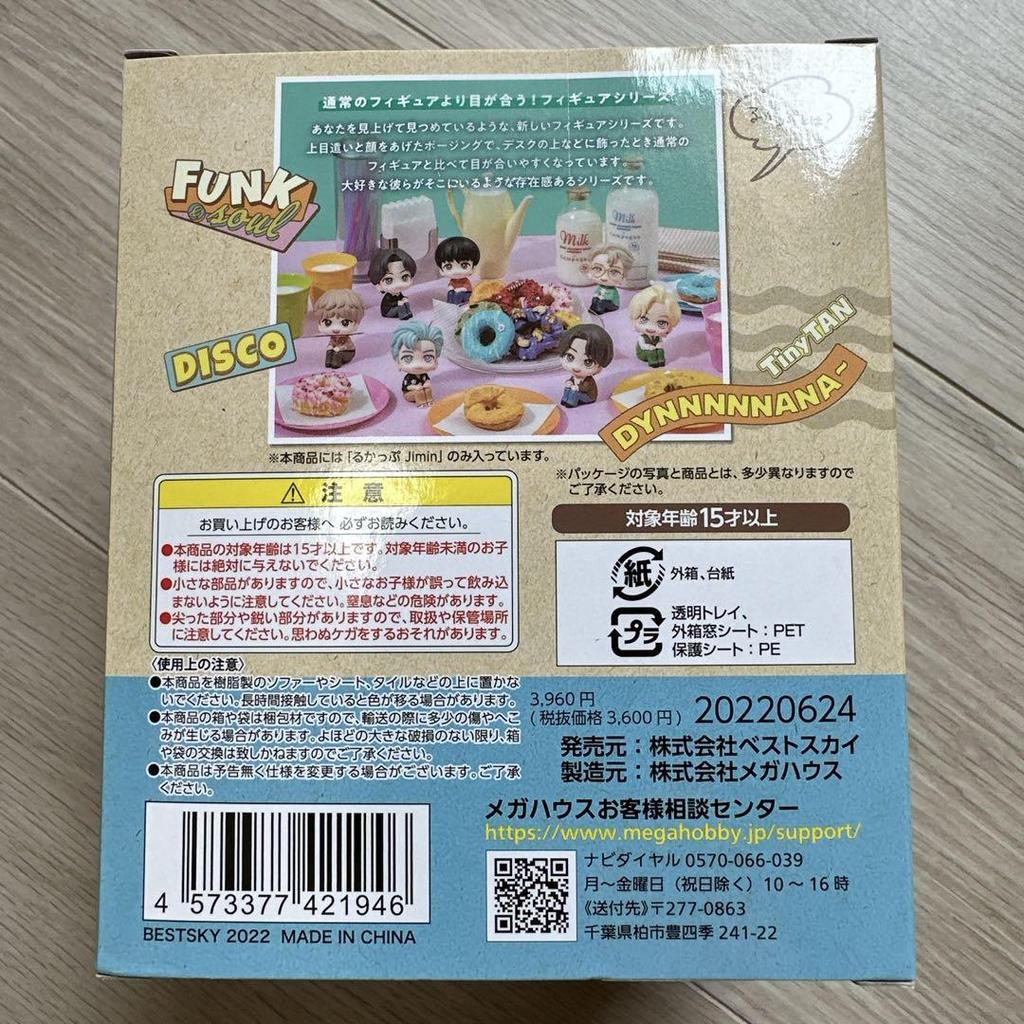 通常のフィギュアより目が合う!フィギュアシリーズ
あなたを見上げて見つめているような、新しいフィギュアシリーズです。
上目遣いと顔をあげたポージングで、デスクの上などに飾ったとき通常の
フィギュアと比べて目が合いやすくなっています。
大好きな彼らがそこにいるような存在感あるシリーズです。
とは?
FUNK
& soul
Milk
Milk
DISCO
TinyTAN
DYNNNNNANA~
※本商品には「るかっぷ Jimin」のみ入っています。
※パッケージの写真と商品とは、多少異なりますので
ご了承ください。
注 意
お買い上げのお客様へ 必ずお読みください。
●本商品の対象年齢は15才以上です。対象年齢未満のお子
様には絶対に与えないでください。
●小さな部品がありますので、小さなお子様が誤って飲み込
まないように注意してください。窒息などの危険があります。
●尖った部分や鋭い部分がありますので、取扱や保管場所
に注意してください。思わぬケガをするおそれがあります。
対象年齢15才以上
紙 外箱、台紙
プラ 透明トレイ、
外箱窓シート:PET
保護シート:PE
〈使用上の注意〉
●本商品を樹脂製のソファーやシート、タイルなどの上に置かな
いでください。長時間接触していると色が移る場合があります。
●本商品の箱や袋は梱包材ですので、輸送の際に多少の傷やへこ
みが生じる場合があります。よほどの大きな破損のない限り、箱
や袋の交換は致しかねますのでご了承ください。
●本商品は予告無く仕様を変更する場合がございます。ご了承
ください。
3,960円
(税抜価格 3,600円) 20220624
発売元:株式会社ベストスカイ
製造元:株式会社メガハウス
メガハウスお客様相談センター
https://www.megahobby.jp/support/
ナビダイヤル 0570-066-039
月~金曜日(祝日除く)10~16時
《送付先》〒277-0863
千葉県柏市豊四季 241-22
4 573377 421946
BESTSKY 2022 MADE IN CHINA